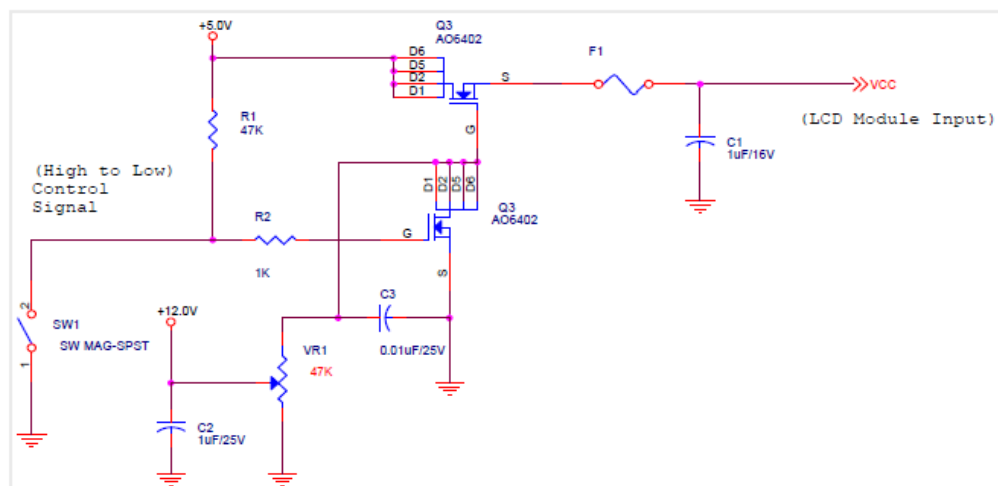 +5.0V
Q3
AO6402
D6
D5
D2
D1
S
G
F1
VCC
(LCD Module Input)
C1
1uF/16V
R1
47K
(High to Low)
Control
Signal
D1
D2
D5
D6
Q3
AO6402
R2
1K
G
S
+12.0V
2
SW1
SW MAG-SPST
1
VR1
47K
C3
0.01uF/25V
C2
1uF/25V